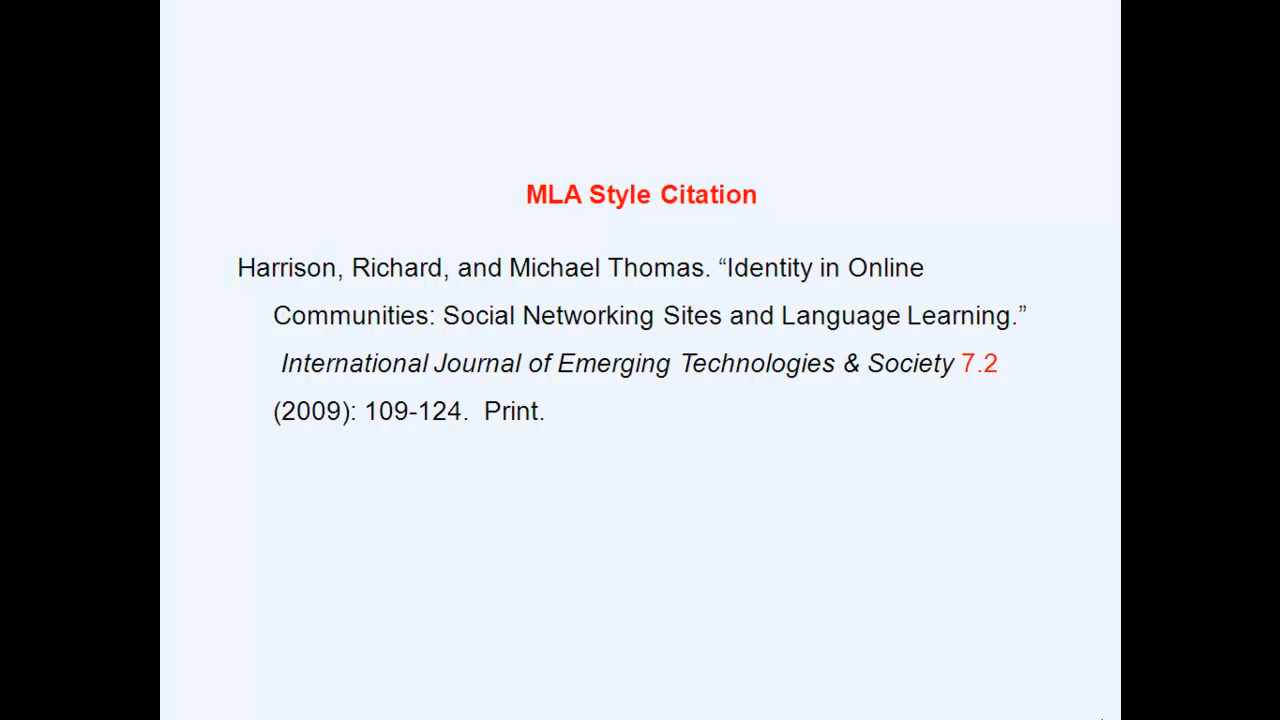 MLA Style Citation
Harrison, Richard, and Michael Thomas. “Identity in Online
Communities: Social Networking Sites and Language Learning.”
International Journal of Emerging Technologies & Society 7.2
(2009): 109-124.  Print.